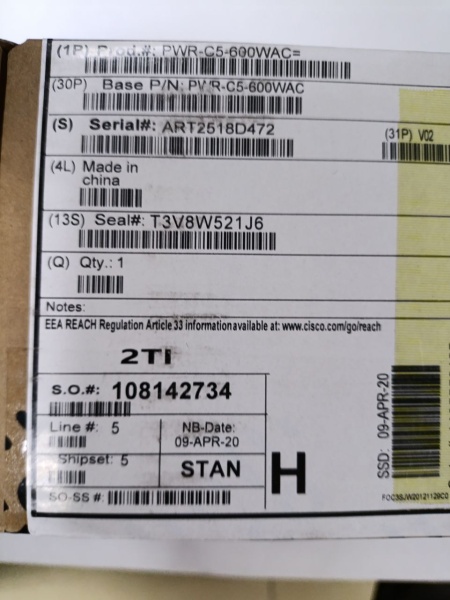 (1P) Prod.#: PWR-C5-600WAC=
(30P) Base P/N: PWR-C5-600WAC
(S) Serial#: ART2518D472
(31P) V02
(4L) Made in
china
(13S) Seal#: T3V8W521J6
(Q) Qty.: 1
Notes:
EEA REACH Regulation Article 33 information available at: www.cisco.com/go/reach
2TI
S.O.#: 108142734
Line #: 5
NB-Date:
09-APR-20
Shipset: 5
STAN
H
SO-SS #:
SSD: 09-APR-20